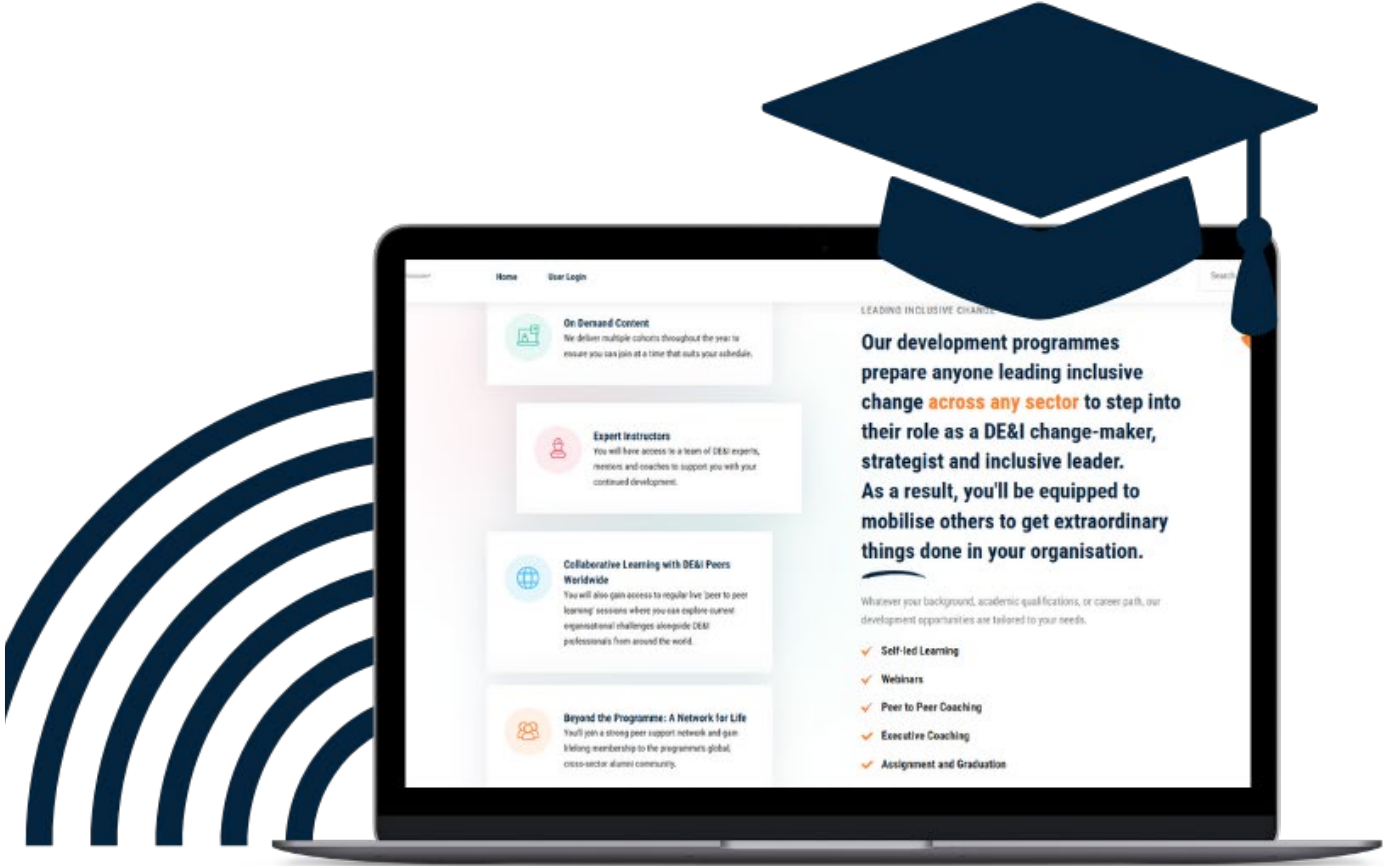 Home
User Login
Search
On Demand Content
We deliver multiple cohorts throughout the year to
ensure you can join at a time that suits your schedule.
Expert Instructors
You will have access to a team of DE&I experts,
mentors and coaches to support you with your
continued development.
Collaborative Learning with DE&I Peers
Worldwide
You will also gain access to regular live 'peer to peer
learning' sessions where you can explore current
organisational challenges alongside DE&I
professionals from around the world.
Beyond the Programme: A Network for Life
You'll join a strong peer support network and gain
lifelong membership to the programme's global,
cross-sector alumni community.
LEADING INCLUSIVE CHANGE
Our development programmes
prepare anyone leading inclusive
change across any sector to step into
their role as a DE&I change-maker,
strategist and inclusive leader.
As a result, you'll be equipped to
mobilise others to get extraordinary
things done in your organisation.
Whatever your background, academic qualifications, or career path, our
development opportunities are tailored to your needs.
Self-led Learning
Webinars
Peer to Peer Coaching
Executive Coaching
Assignment and Graduation